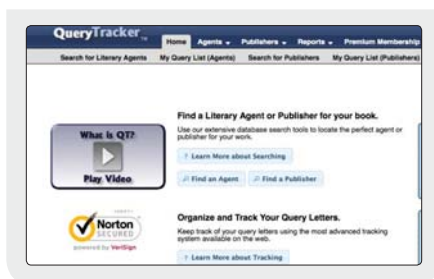 QueryTracker™
Home Agents Publishers Reports Premium Membership
Search for Literary Agents My Query List (Agents) Search for Publishers My Query List (Publishers)
What is QT?
Play Video
Find a Literary Agent or Publisher for your book.
Use our extensive database search tools to locate the perfect agent or
publisher for your work.
? Learn More about Searching
Find an Agent Find a Publisher
Norton
SECURED
powered by VeriSign
Organize and Track Your Query Letters.
Keep track of your query letters using the most advanced tracking
system available on the web.
? Learn More about Tracking